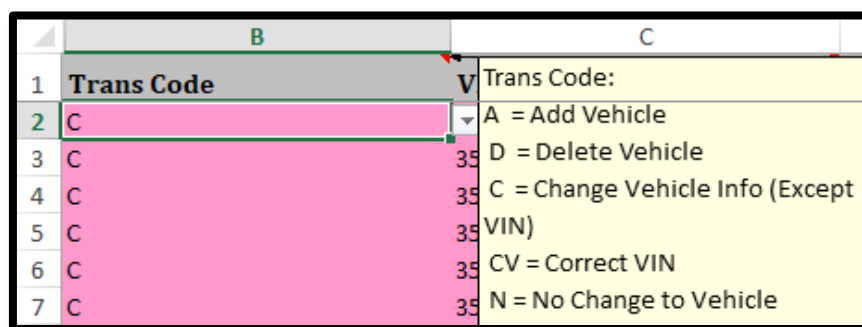 B C
1 Trans Code V Trans Code:
2 C A = Add Vehicle
3 C 35 D = Delete Vehicle
4 C 35 C = Change Vehicle Info (Except
5 C 35 VIN)
6 C 35 CV = Correct VIN
7 C 35 N = No Change to Vehicle